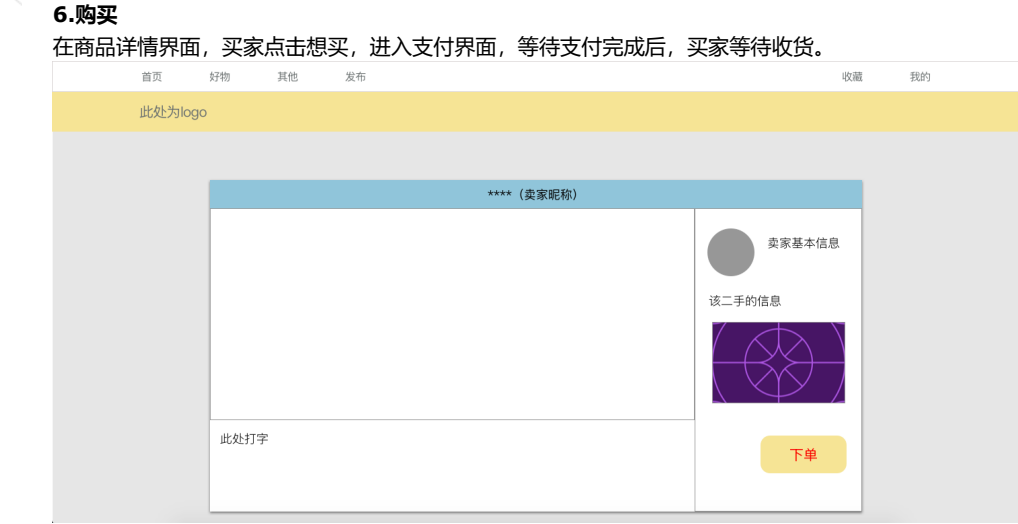 6.购买
在商品详情界面，买家点击想买，进入支付界面，等待支付完成后，买家等待收货。
首页 好物 其他 发布 收藏 我的
此处为logo
****（卖家昵称）
卖家基本信息
该二手的信息
此处打字
下单